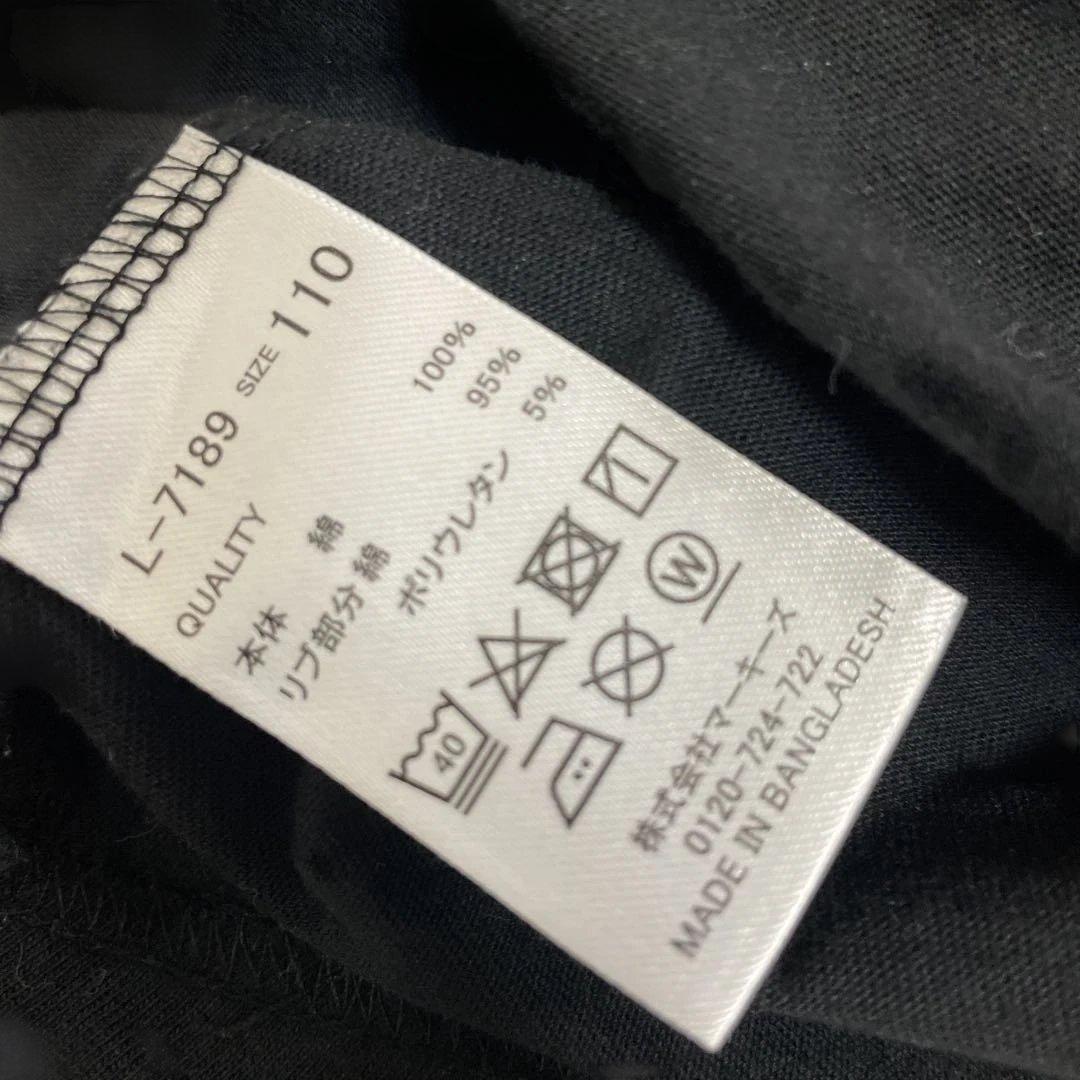 L-7189 SIZE 110
QUALITY
本体 綿 100%
リブ部分 綿 95%
ポリウレタン 5%
40
W
株式会社マーキーズ
0120-724-722
MADE IN BANGLADESH